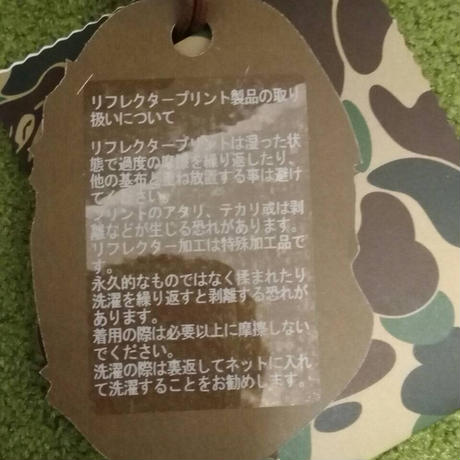 リフレクタープリント製品の取り
扱いについて
リフレクタープリントは湿った状
態で過度の摩擦を繰り返したり、
他の基布と重ね放置する事は避け
てください。
プリントのアタリ、テカリ或は剥
離などが生じる恐れがあります。
リフレクター加工は特殊加工品で
す。
永久的なものではなく揉まれたり
洗濯を繰り返すと剥離する恐れが
あります。
着用の際は必要以上に摩擦しない
でください。
洗濯の際は裏返してネットに入れ
て洗濯することをお勧めします。